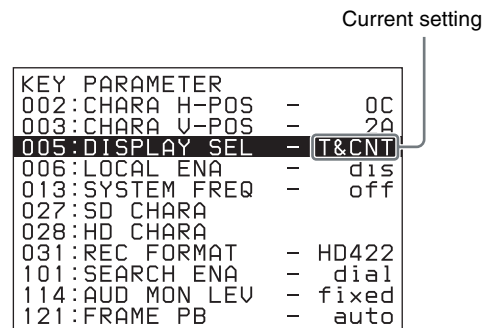 Current setting
KEY PARAMETER
002:CHARA H-POS – 0C
003:CHARA V-POS – 2A
005:DISPLAY SEL – T&CNT
006:LOCAL ENA – dis
013:SYSTEM FREQ – off
027:SD CHARA
028:HD CHARA
031:REC FORMAT – HD422
101:SEARCH ENA – dial
114:AUD MON LEV – fixed
121:FRAME PB – auto